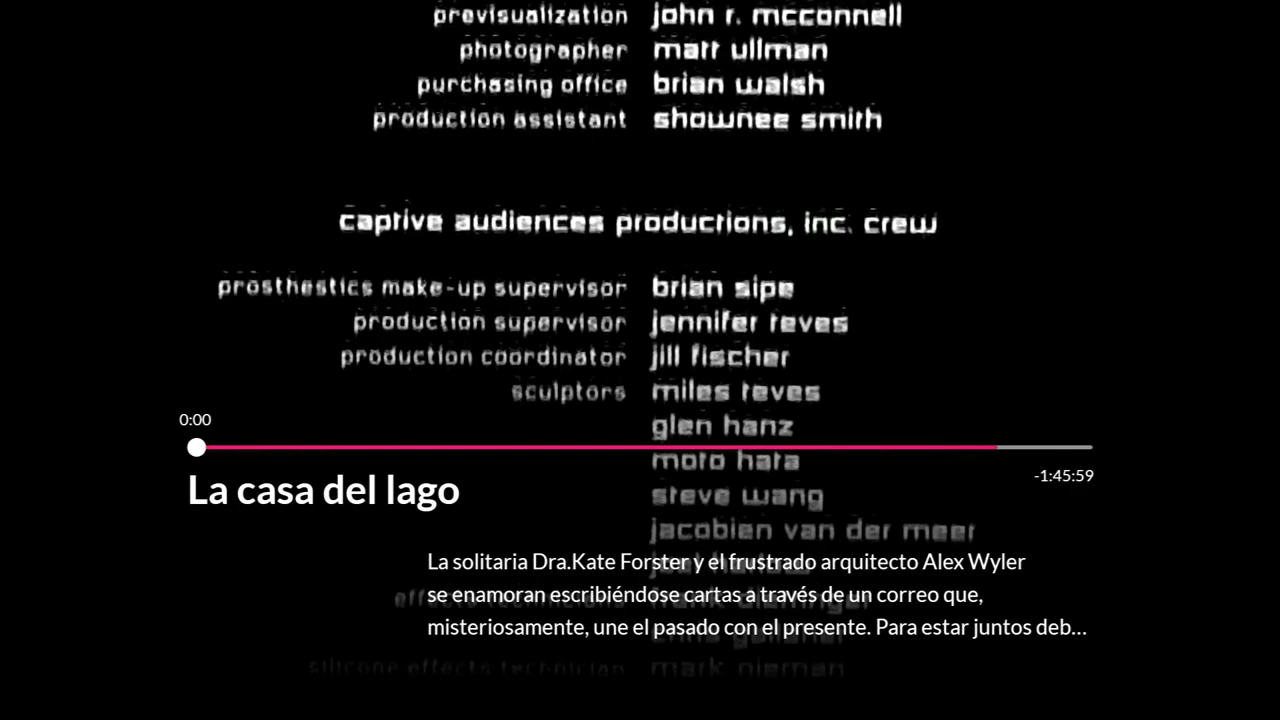 previsualization john r. mcconnell
photographer matt ullman
purchasing office brian walsh
production assistant shownee smith
captive audiences productions, inc. crew
prosthestics make-up supervisor brian sipe
production supervisor jennifer reves
production coordinator jill fischer
sculptors miles teves
0:00
glen hanz
moto hata
-1:45:59
La casa del lago
steve wang
jacobien van der meer
La solitaria Dra.Kate Forster y el frustrado arquitecto Alex Wyler
se enamoran escribiéndose cartas a través de un correo que,
effects technicians
misteriosamente, une el pasado con el presente. Para estar juntos deb...
silicone effects technician mark nieman